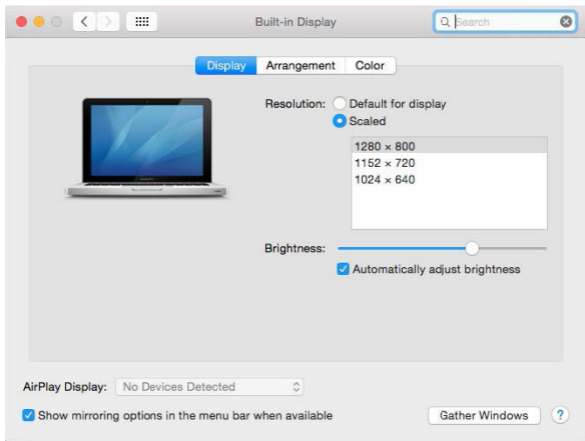 Built-in Display
Search
Display
Arrangement
Color
Resolution:
Default for display
Scaled
1280 × 800
1152 × 720
1024 × 640
Brightness:
Automatically adjust brightness
AirPlay Display:
No Devices Detected
Show mirroring options in the menu bar when available
Gather Windows
?